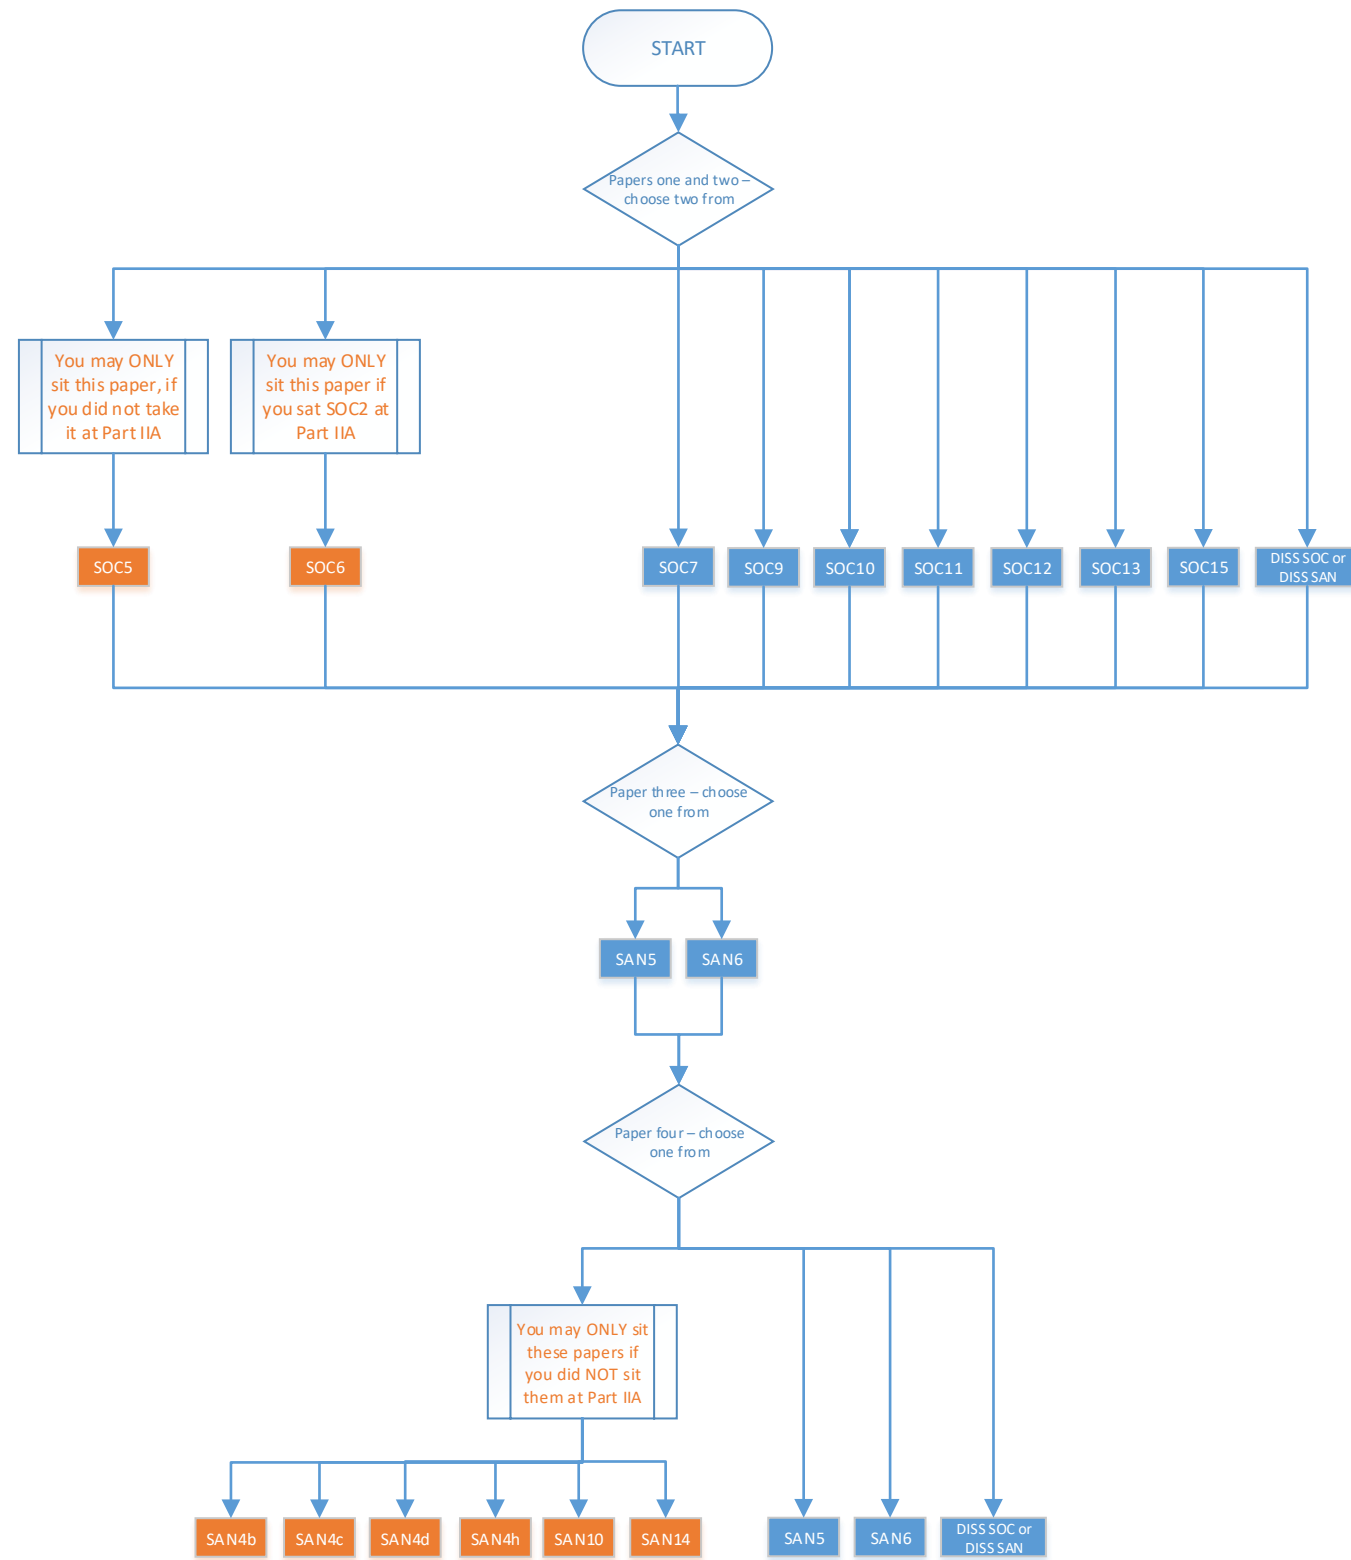 START
Papers one and two –
choose two from
You may ONLY
sit this paper, if
you did not take
it at Part IIA
You may ONLY
sit this paper if
you sat SOC2 at
Part IIA
SOC5
SOC6
SOC7
SOC9
SOC10
SOC11
SOC12
SOC13
SOC15
DISS SOC or
DISS SAN
Paper three – choose
one from
SAN5
SAN6
Paper four – choose
one from
You may ONLY sit
these papers if
you did NOT sit
them at Part IIA
SAN4b
SAN4c
SAN4d
SAN4h
SAN10
SAN14
SAN5
SAN6
DISS SOC or
DISS SAN